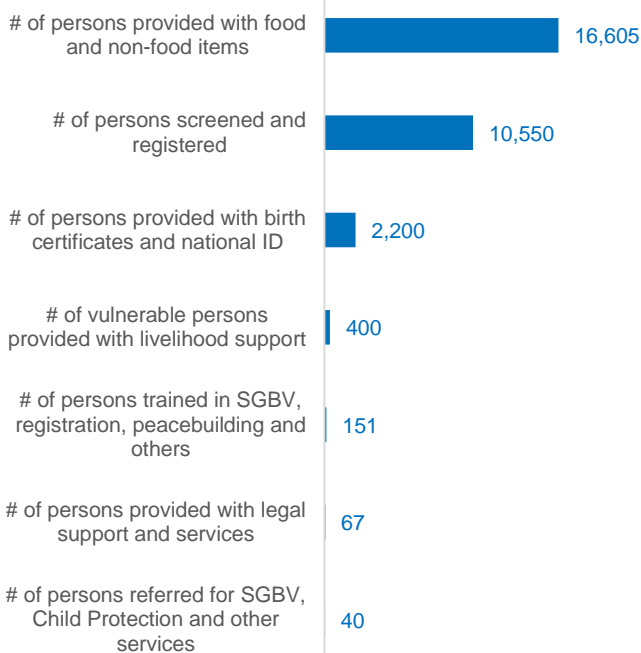 # of persons provided with food
and non-food items
16,605
# of persons screened and
registered
10,550
# of persons provided with birth
certificates and national ID
2,200
# of vulnerable persons
provided with livelihood support
400
# of persons trained in SGBV,
registration, peacebuilding and
others
151
# of persons provided with legal
support and services
67
# of persons referred for SGBV,
Child Protection and other
services
40